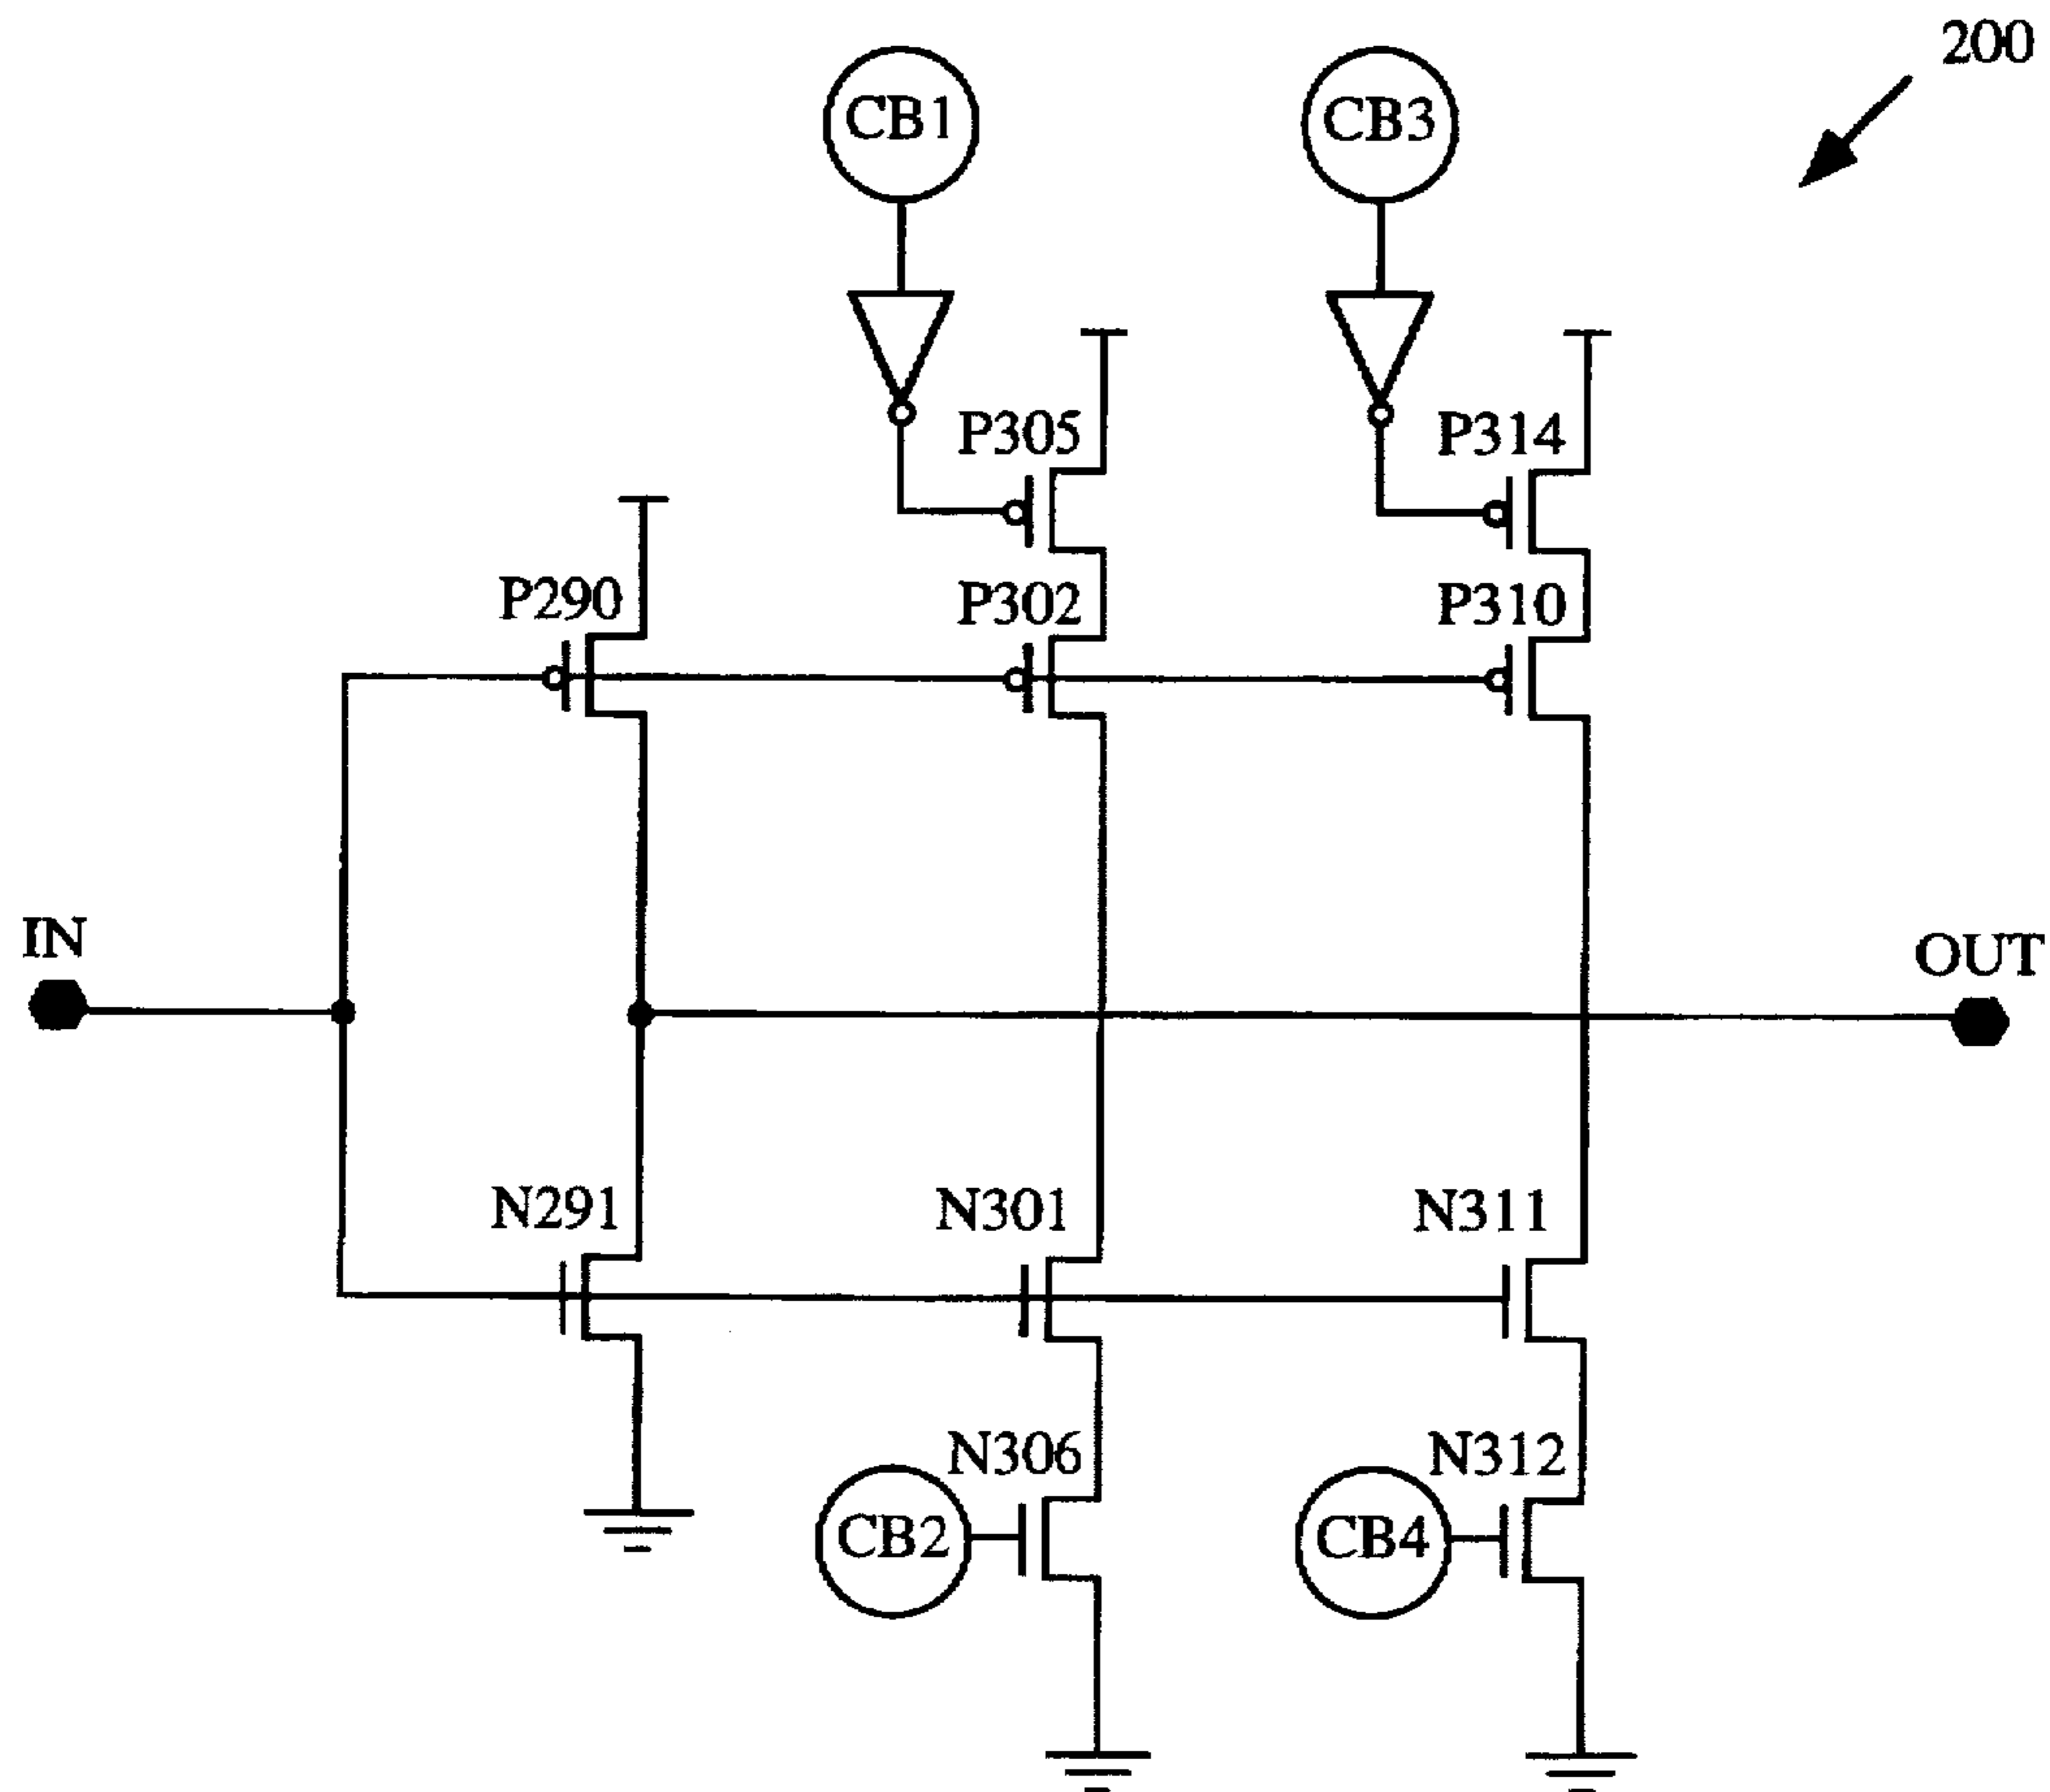 200
CB1
CB3
P305
P314
P290
P302
P310
IN
OUT
N291
N301
N311
N306
N312
CB2
CB4